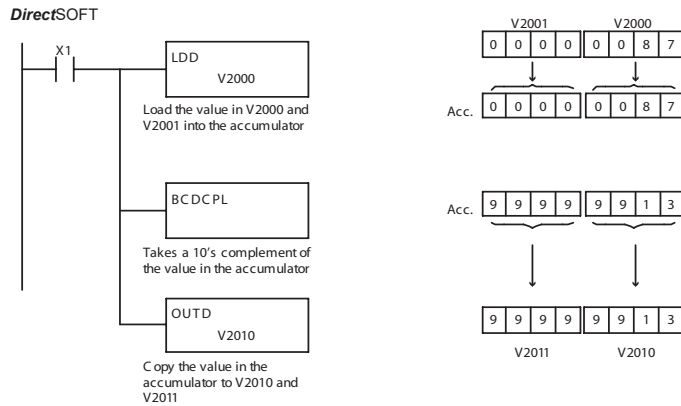 DirectSOFT
X1
LDD
V2000
Load the value in V2000 and
V2001 into the accumulator
BCDCPL
Takes a 10's complement of
the value in the accumulator
OUTD
V2010
Copy the value in the
accumulator to V2010 and
V2011
V2001 V2000
0 0 0 0 0 0 8 7
Acc. 0 0 0 0 0 0 8 7
Acc. 9 9 9 9 9 9 1 3
9 9 9 9 9 9 1 3
V2011 V2010